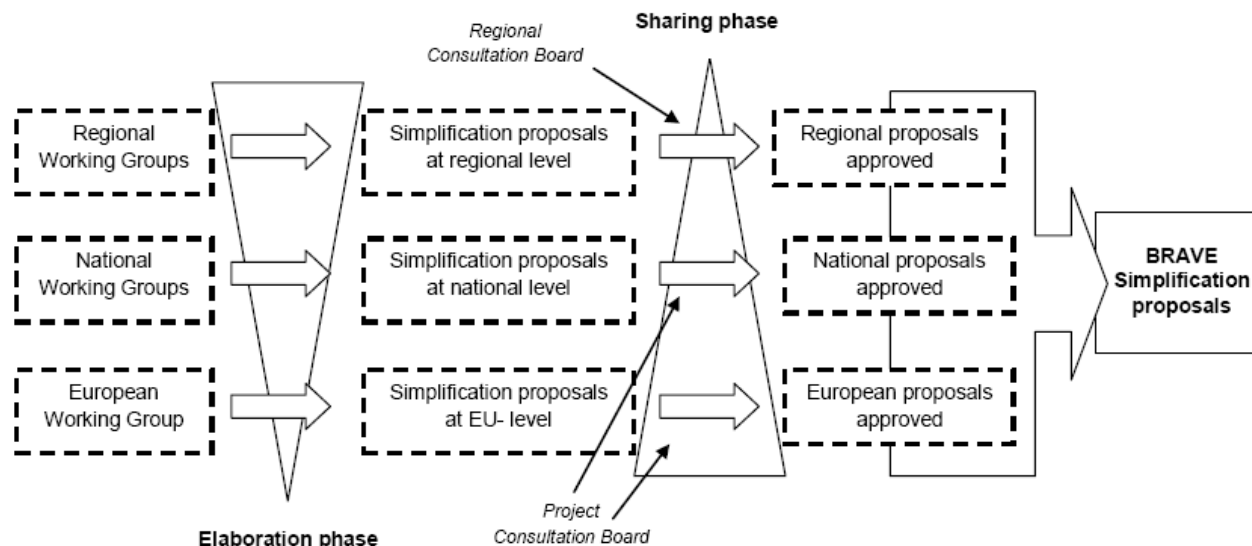 Sharing phase
Regional
Consultation Board
Regional
Working Groups
Simplification proposals
at regional level
Regional proposals
approved
National
Working Groups
Simplification proposals
at national level
National proposals
approved
BRAVE
Simplification
proposals
European
Working Group
Simplification proposals
at EU- level
European proposals
approved
Project
Consultation Board
Elaboration phase